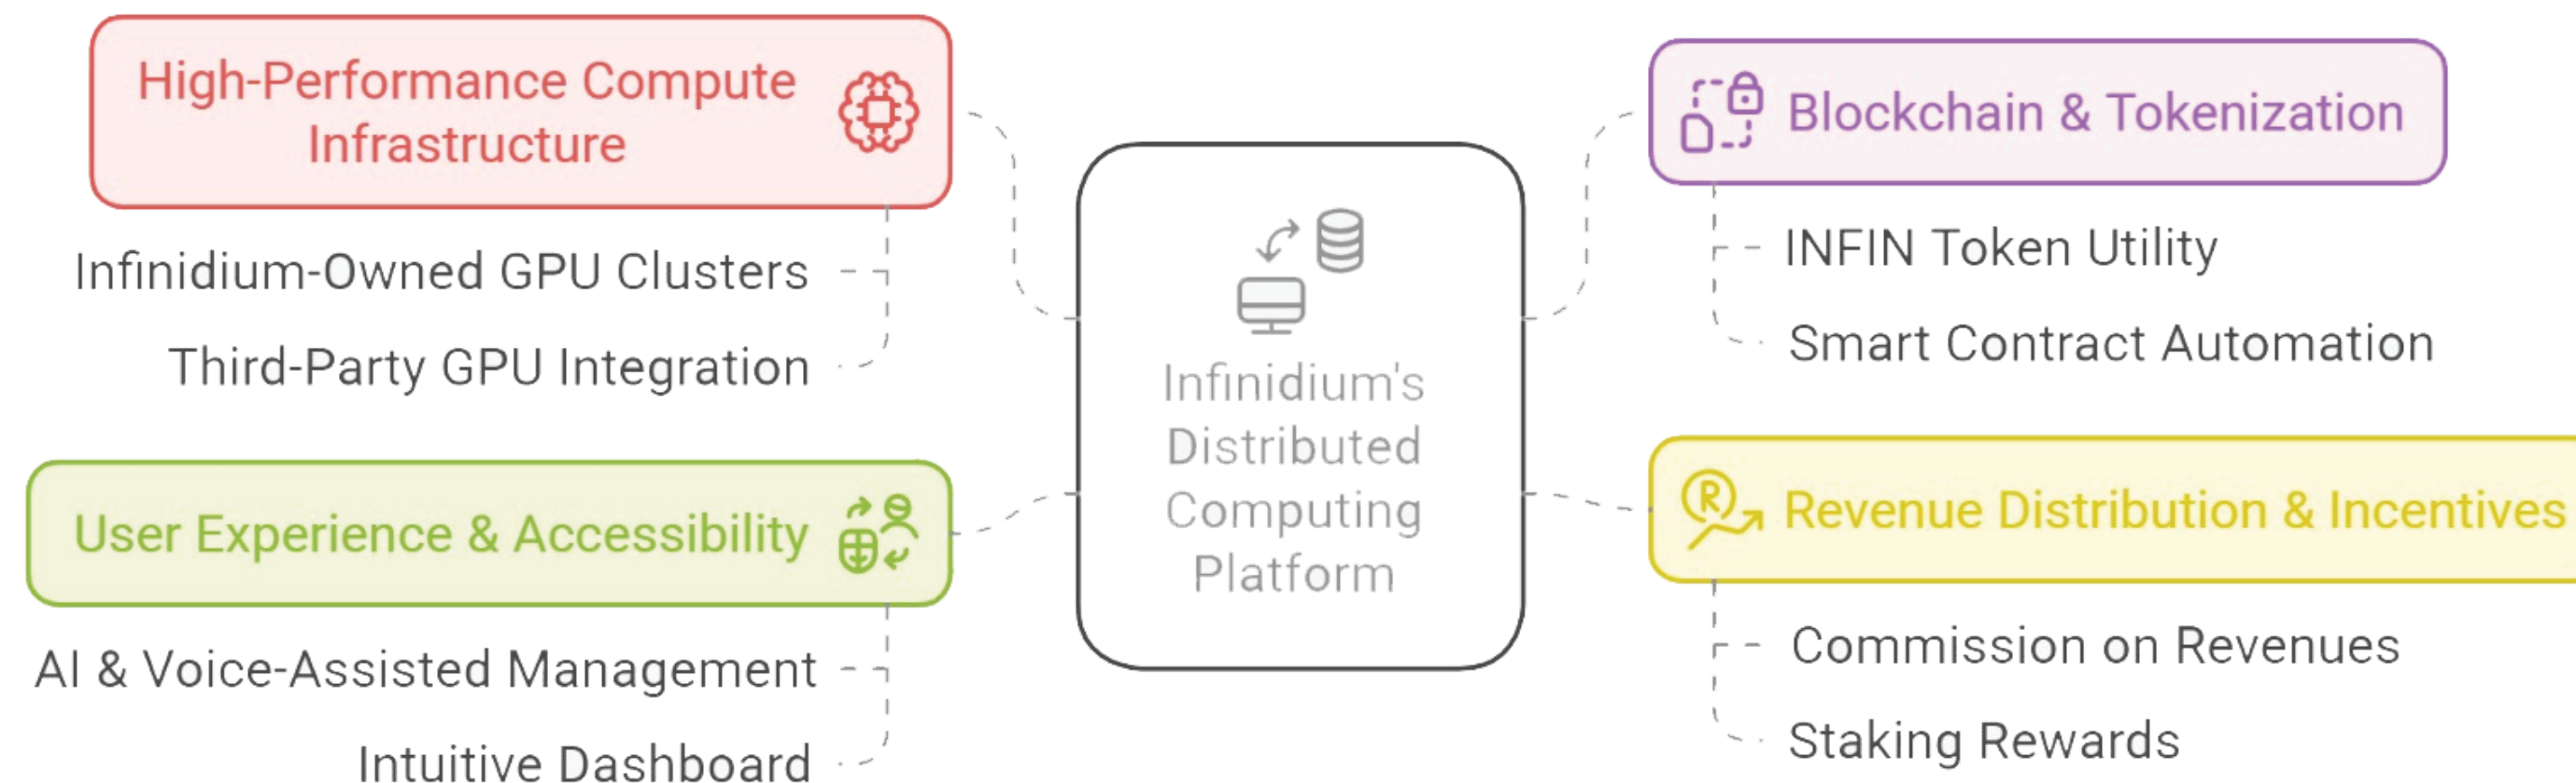 High-Performance Compute
Infrastructure
Infinidium-Owned GPU Clusters
Third-Party GPU Integration
User Experience & Accessibility
AI & Voice-Assisted Management
Intuitive Dashboard
Infinidium's
Distributed
Computing
Platform
Blockchain & Tokenization
INFIN Token Utility
Smart Contract Automation
Revenue Distribution & Incentives
Commission on Revenues
Staking Rewards